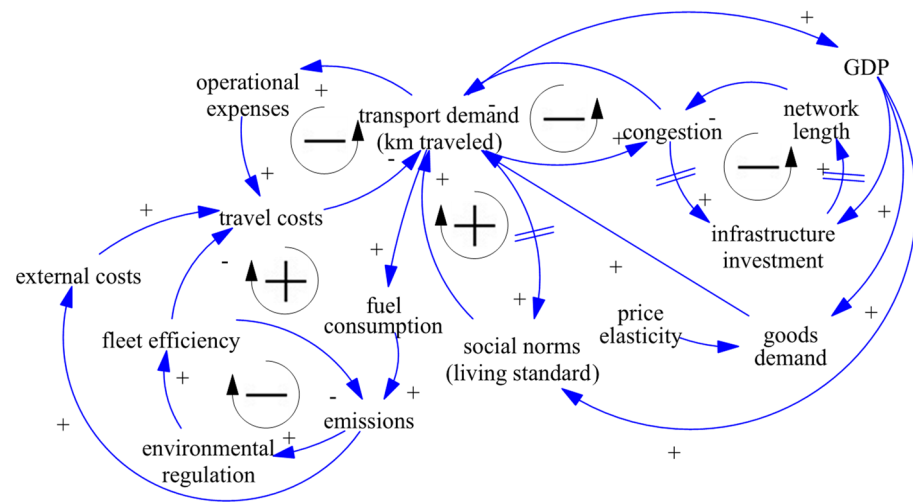 +
GDP
operational
expenses
+
transport demand
(km traveled)
-
congestion
-
network
length
+
-
+
+
+
travel costs
+
+
+
infrastructure
investment
+
external costs
-
+
+
fuel
consumption
+
price
elasticity
+
fleet efficiency
social norms
(living standard)
goods
demand
+
-
+
emissions
+
environmental
regulation
+
+